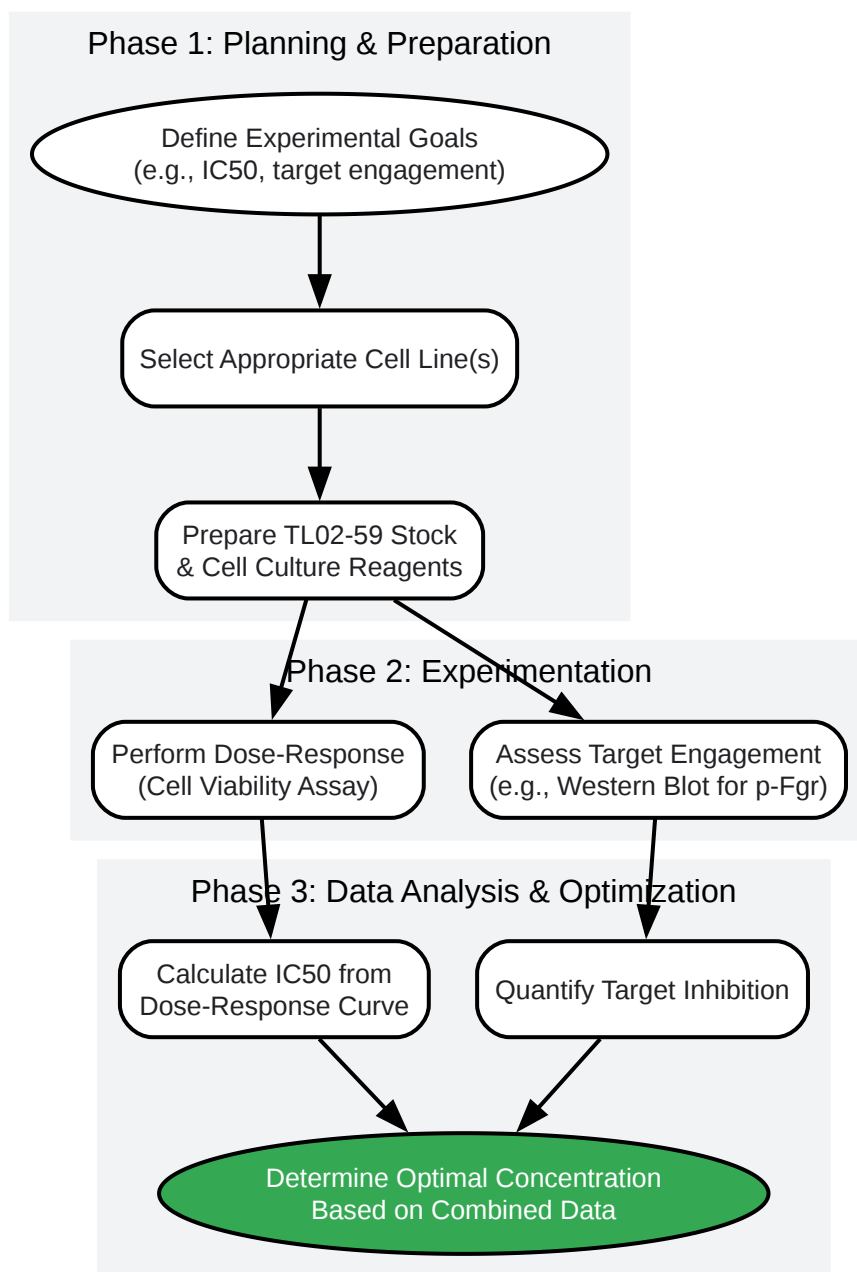 Phase 1: Planning & Preparation
Define Experimental Goals
(e.g., IC50, target engagement)
Select Appropriate Cell Line(s)
Prepare TL02-59 Stock
& Cell Culture Reagents
Phase 2: Experimentation
Perform Dose-Response
(Cell Viability Assay)
Assess Target Engagement
(e.g., Western Blot for p-Fgr)
Phase 3: Data Analysis & Optimization
Calculate IC50 from
Dose-Response Curve
Quantify Target Inhibition
Determine Optimal Concentration
Based on Combined Data